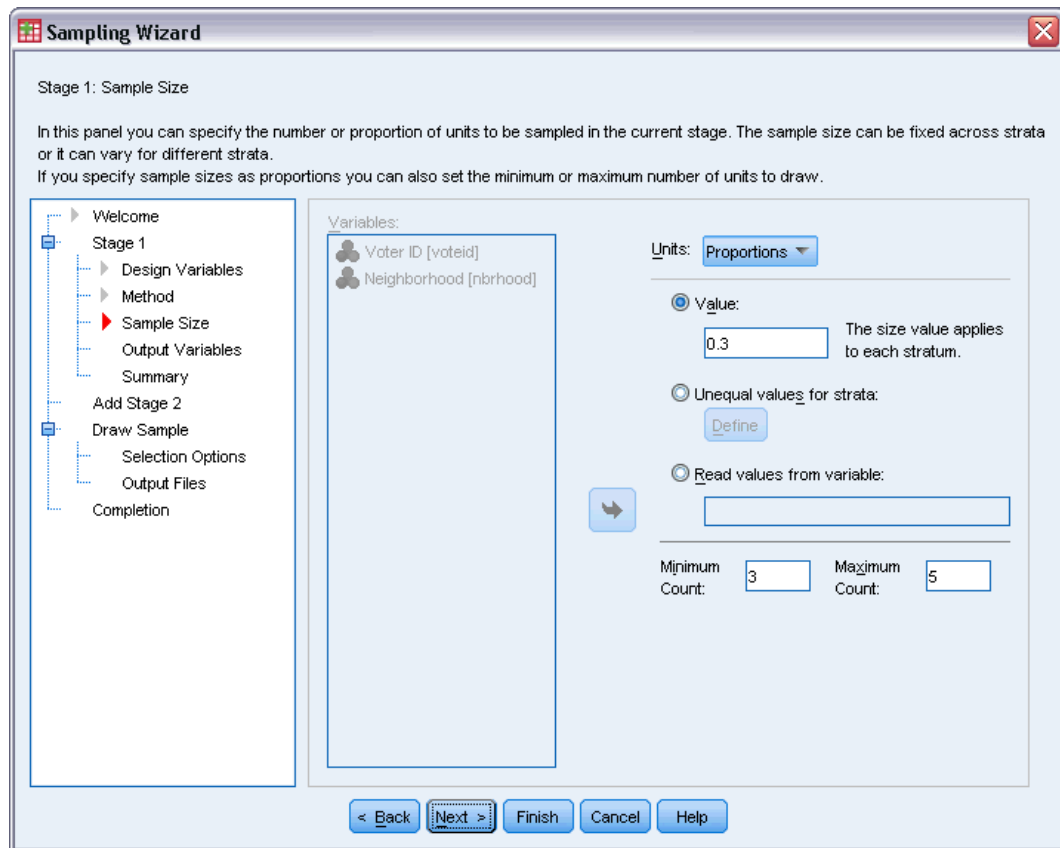 Sampling Wizard
Stage 1: Sample Size
In this panel you can specify the number or proportion of units to be sampled in the current stage. The sample size can be fixed across strata
or it can vary for different strata.
If you specify sample sizes as proportions you can also set the minimum or maximum number of units to draw.
Welcome
Stage 1
Design Variables
Method
Sample Size
Output Variables
Summary
Add Stage 2
Draw Sample
Selection Options
Output Files
Completion
Variables:
Voter ID [voteid]
Neighborhood [nbrhood]
Units: Proportions
Value:
0.3
The size value applies
to each stratum.
Unequal values for strata:
Define
Read values from variable:
Minimum
Count: 3
Maximum
Count: 5
< Back Next > Finish Cancel Help